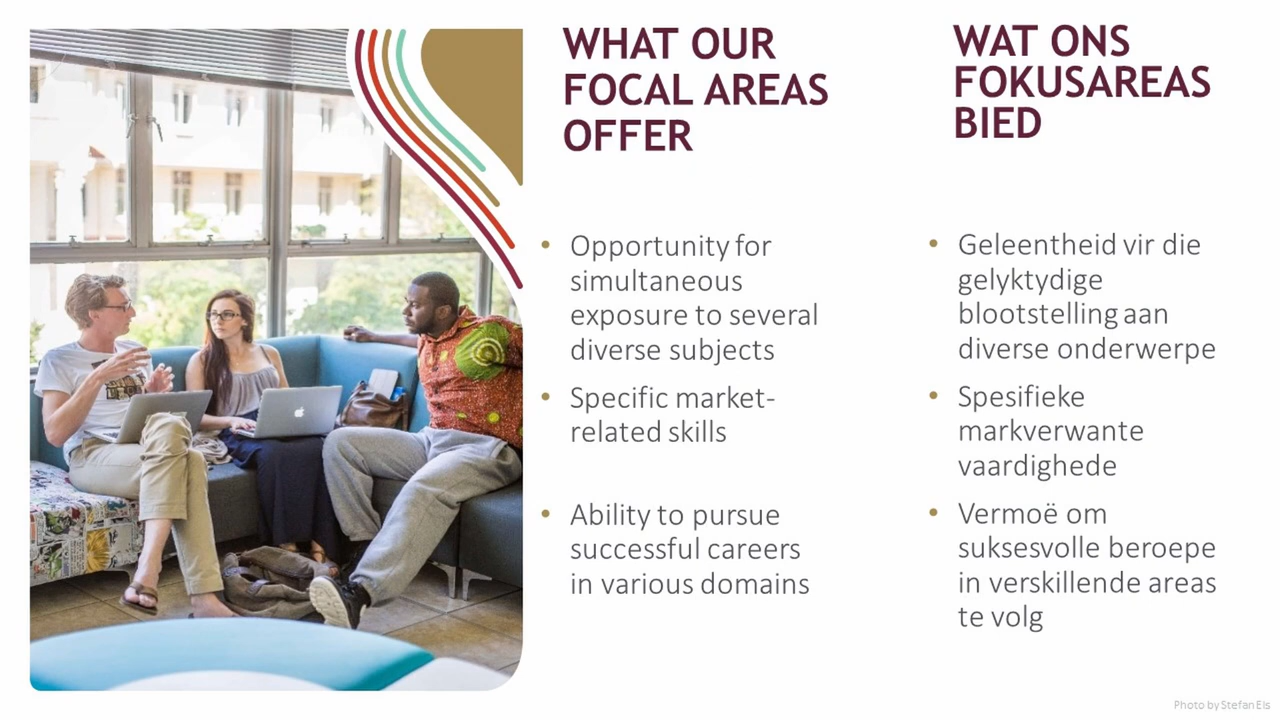 WHAT OUR
FOCAL AREAS
OFFER
• Opportunity for
simultaneous
exposure to several
diverse subjects
• Specific market-
related skills
• Ability to pursue
successful careers
in various domains
WAT ONS
FOKUSAREAS
BIED
• Geleentheid vir die
gelyktydige
blootstelling aan
diverse onderwerpe
• Spesifieke
markverwante
vaardighede
• Vermoë om
suksesvolle beroepe
in verskillende areas
te volg
Photo by Stefan Els